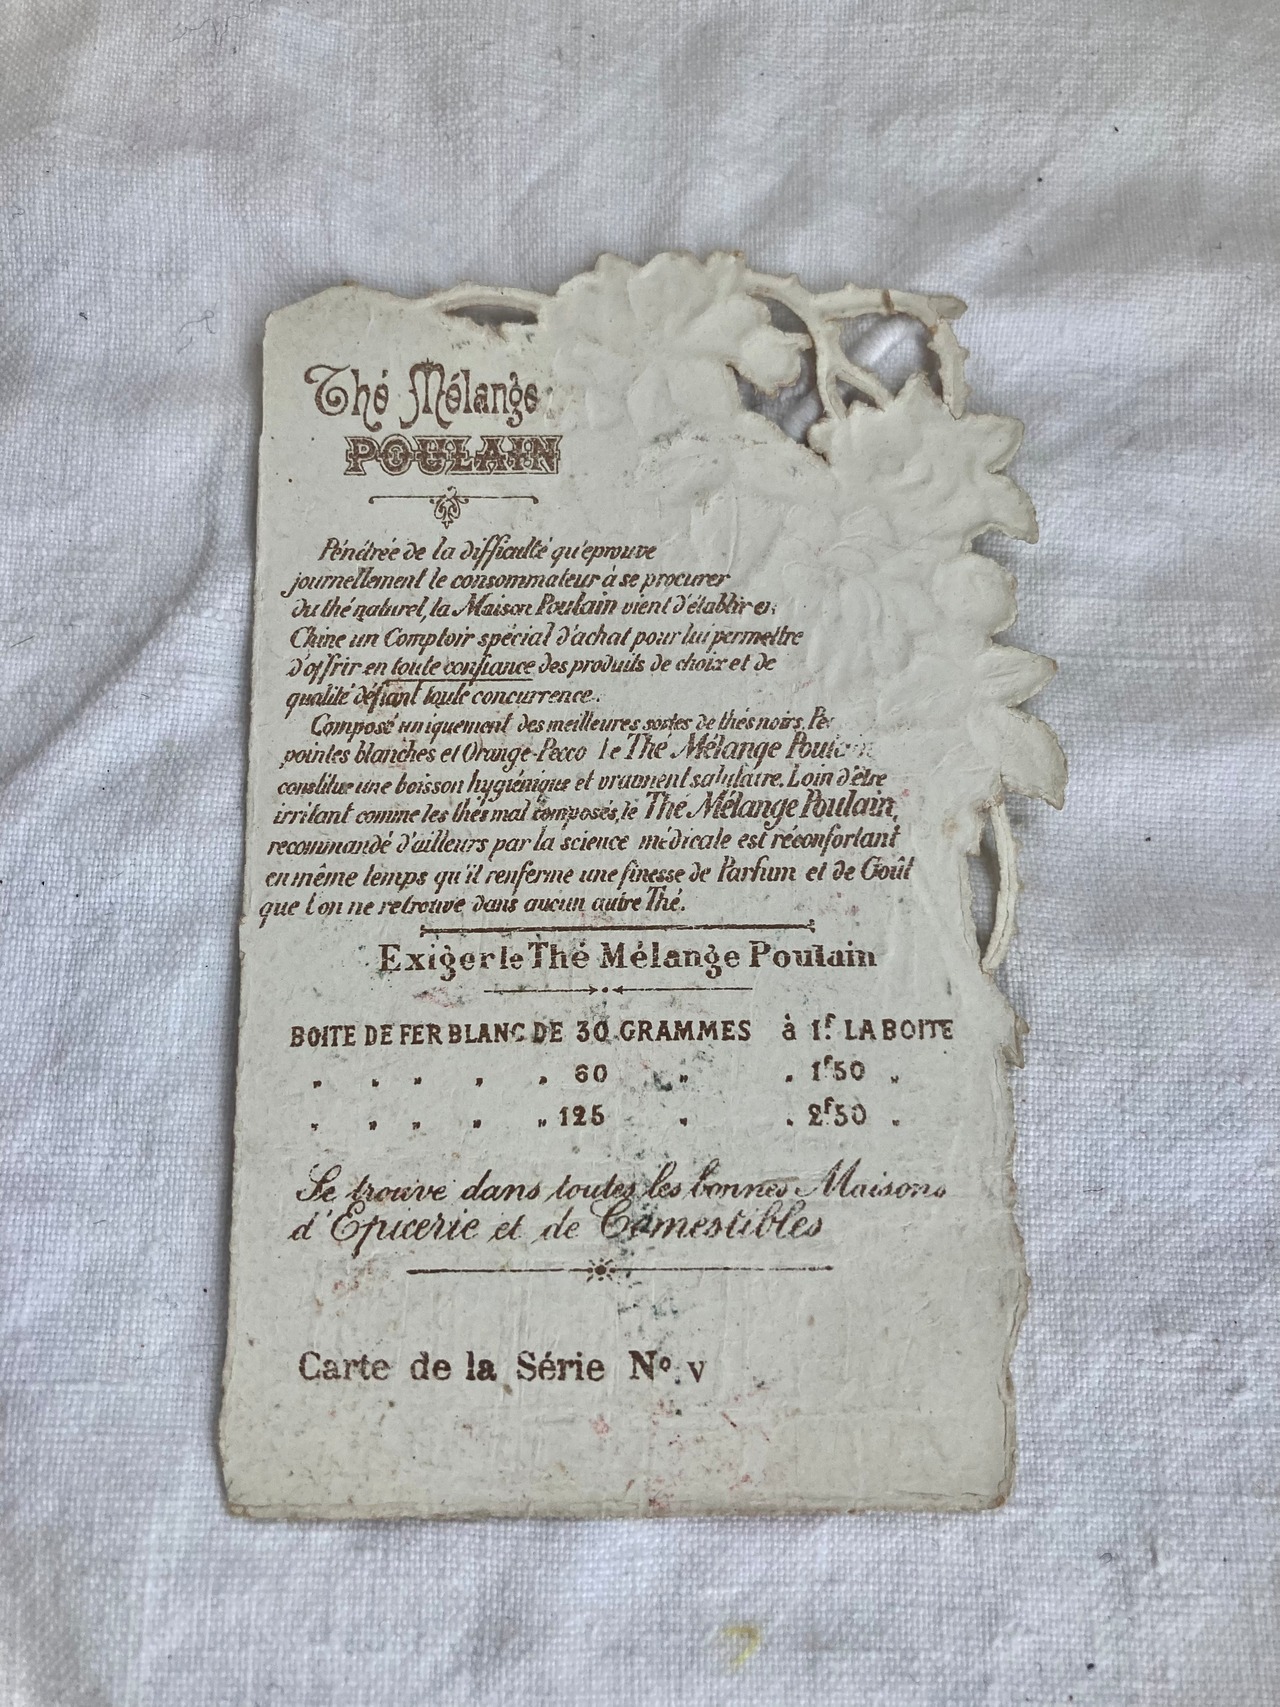 Thé Mélange
POULAIN
Pénétrée de la difficulté qu'éprouve
journellement le consommateur à se procurer
du thé naturel, la Maison Poulain vient d'établir en
Chine un Comptoir spécial d'achat pour lui permettre
d'offrir en toute confiance des produits de choix et de
qualité défiant toute concurrence.
Composé uniquement des meilleures sortes de thés noirs,
pointes blanches et Orange-Pecco le Thé Mélange Poulain
constitue une boisson hygiénique et vraiment salutaire. Loin d'être
irritant comme les thés mal composés, le Thé Mélange Poulain,
recommandé d'ailleurs par la science médicale est réconfortant
en même temps qu'il renferme une finesse de Parfum et de Goût
que l'on ne retrouve dans aucun autre Thé.
Exiger le Thé Mélange Poulain
BOITE DE FER BLANC DE 30 GRAMMES à 1f. LA BOITE
" " " " " 60 " " 1f50 "
" " " " " 125 " " 2f50 "
Se trouve dans toutes les bonnes Maisons
d'Epicerie et de Comestibles
Carte de la Série No. V